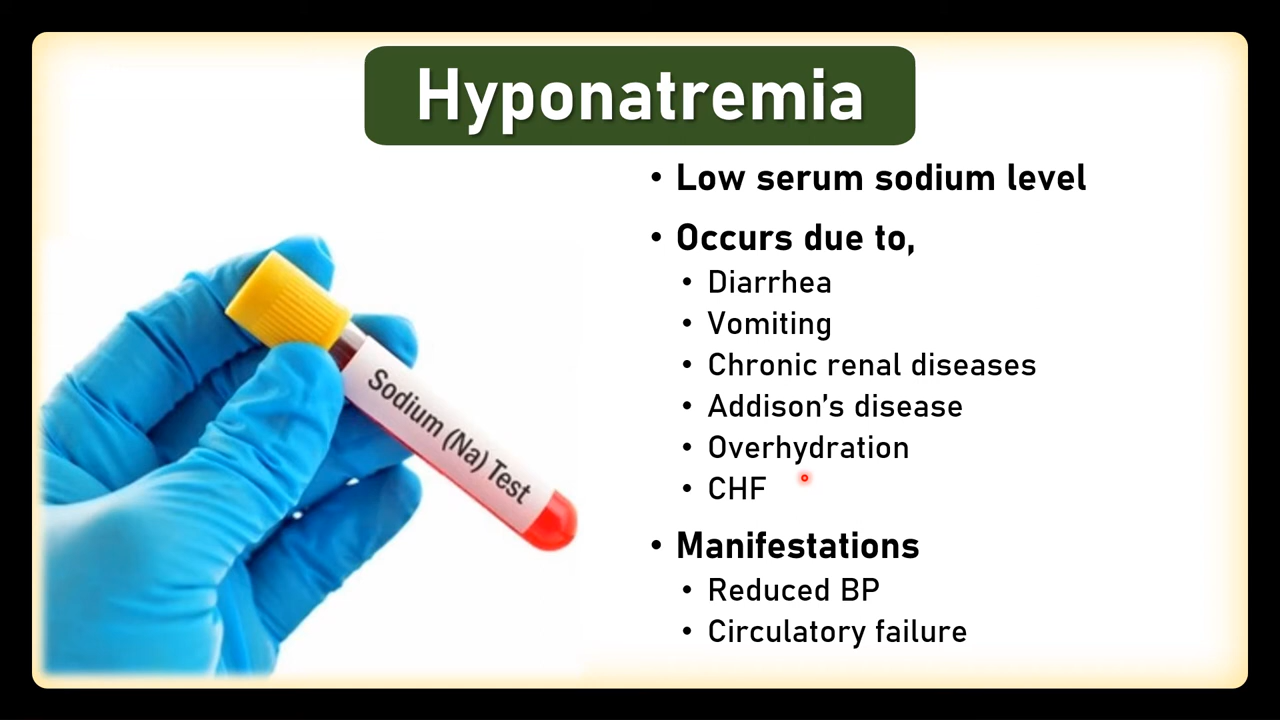 Hyponatremia
• Low serum sodium level
• Occurs due to,
• Diarrhea
• Vomiting
• Chronic renal diseases
• Addison's disease
• Overhydration
• CHF
• Manifestations
• Reduced BP
• Circulatory failure
Sodium (Na) Test